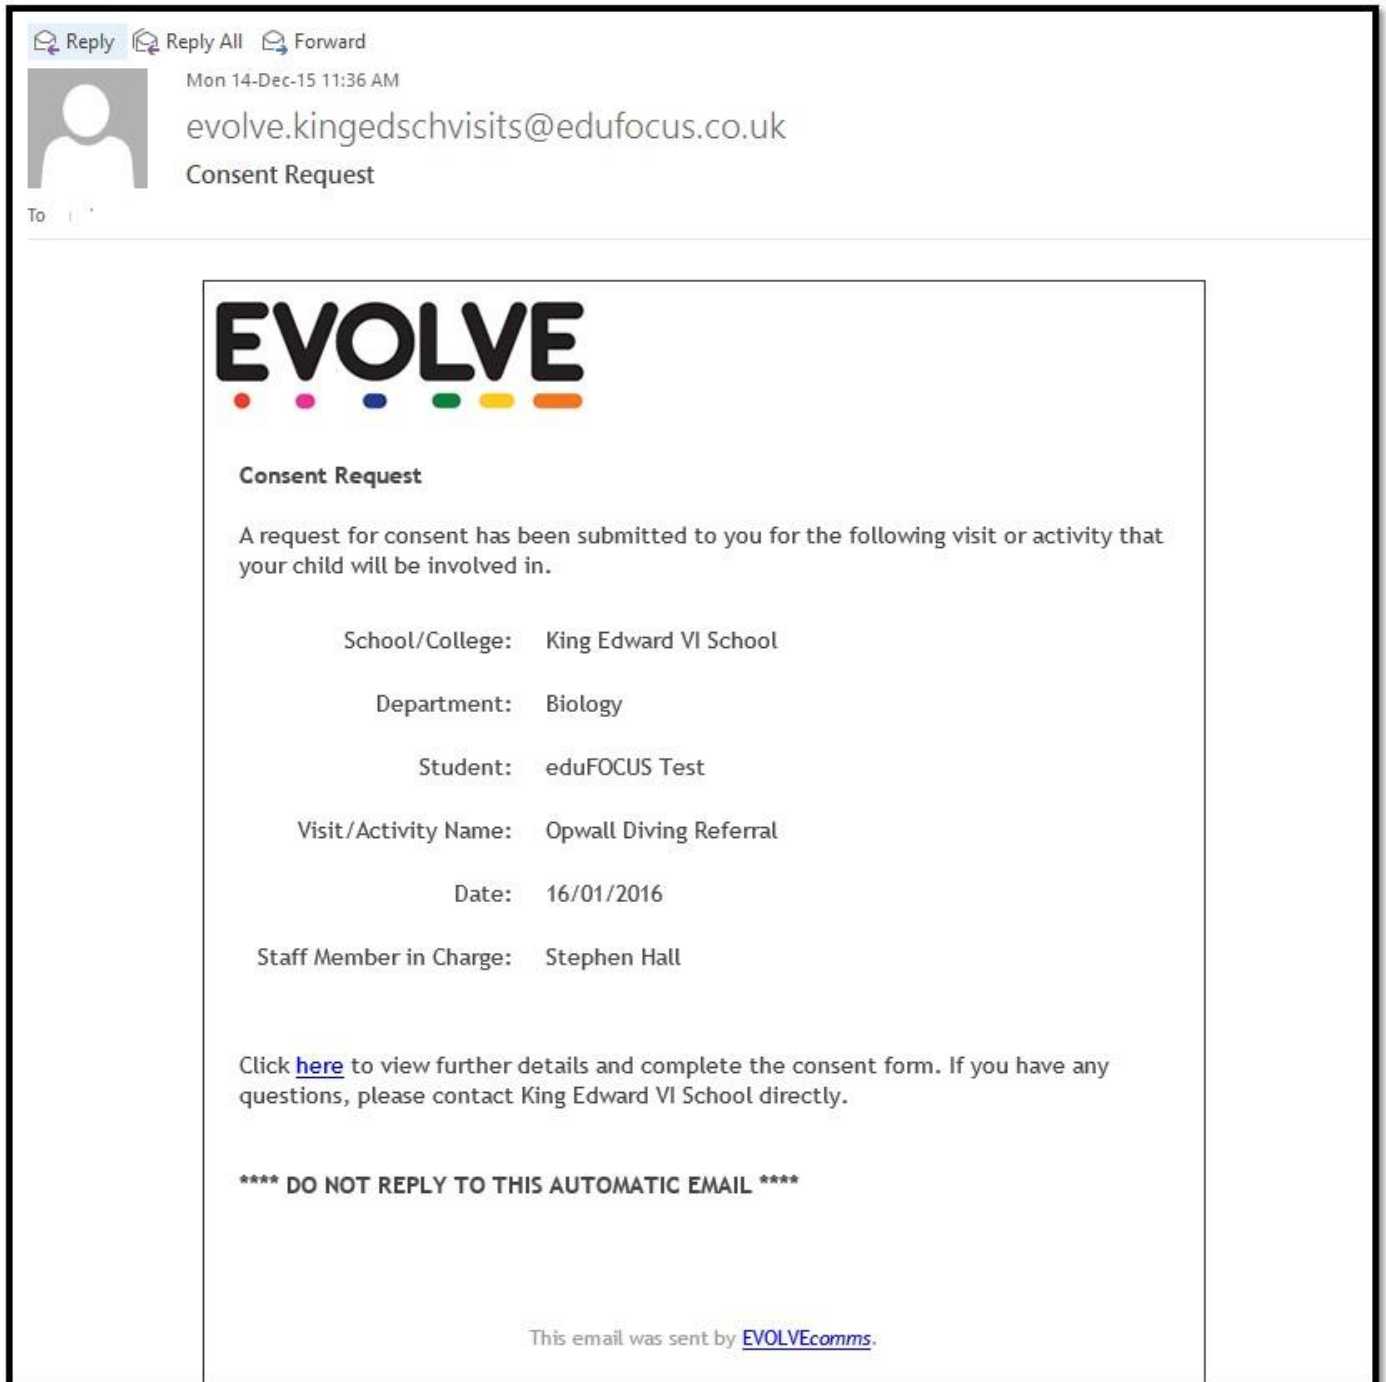 Reply Reply All Forward
Mon 14-Dec-15 11:36 AM
evolve.kingedschvisits@edufocus.co.uk
Consent Request
To
EVOLVE
Consent Request
A request for consent has been submitted to you for the following visit or activity that
your child will be involved in.
School/College: King Edward VI School
Department: Biology
Student: eduFOCUS Test
Visit/Activity Name: Opwall Diving Referral
Date: 16/01/2016
Staff Member in Charge: Stephen Hall
Click here to view further details and complete the consent form. If you have any
questions, please contact King Edward VI School directly.
**** DO NOT REPLY TO THIS AUTOMATIC EMAIL ****
This email was sent by EVOLVEcomms.